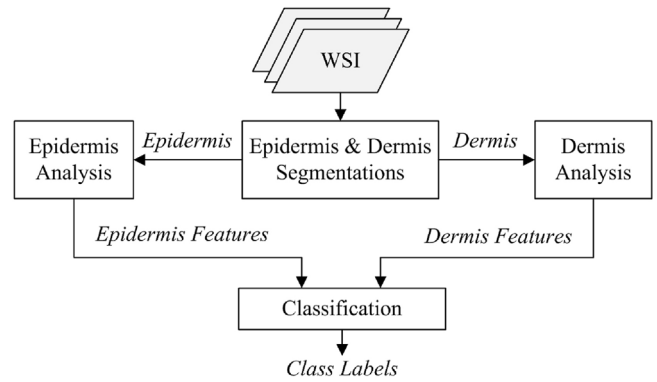 WSI
Epidermis
Analysis
Epidermis
Epidermis & Dermis
Segmentations
Dermis
Dermis
Analysis
Epidermis Features
Dermis Features
Classification
Class Labels